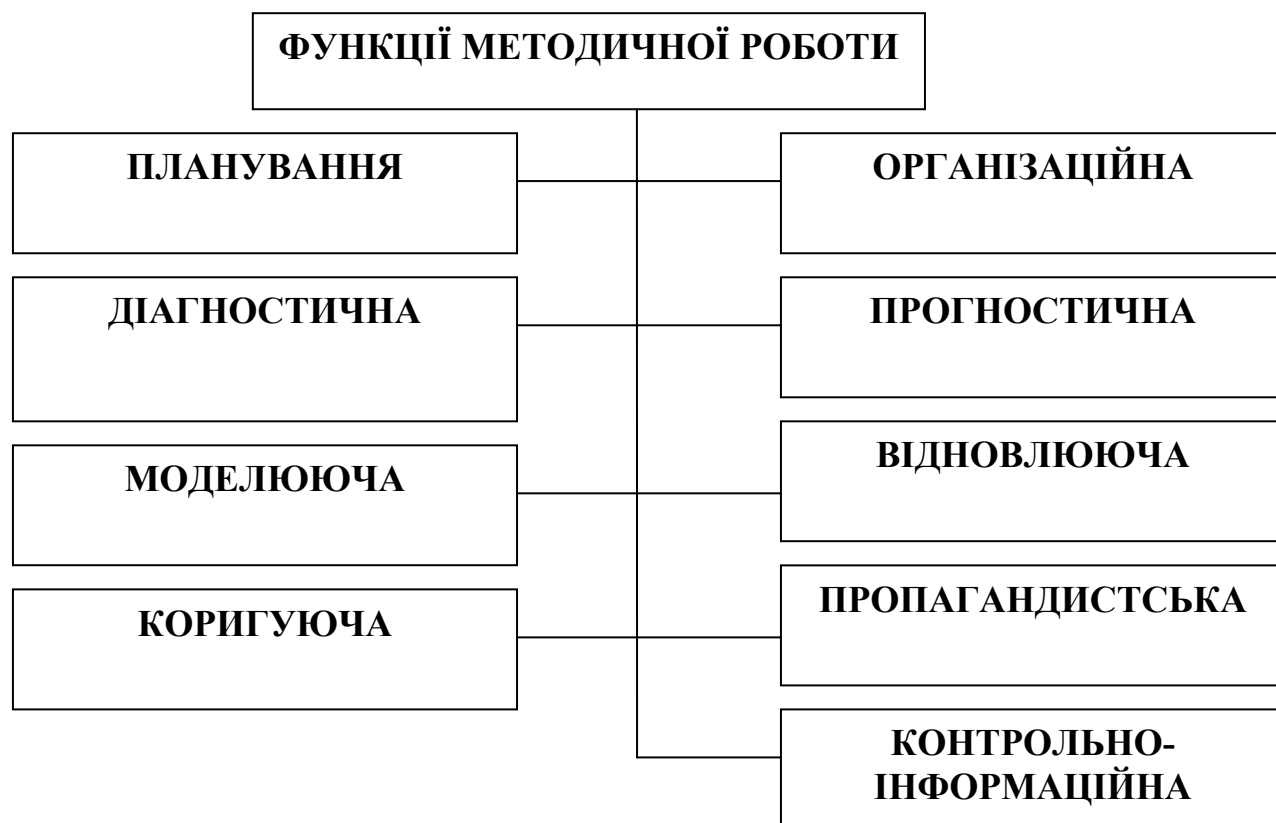 ФУНКЦІЇ МЕТОДИЧНОЇ РОБОТИ
ПЛАНУВАННЯ
ОРГАНІЗАЦІЙНА
ДІАГНОСТИЧНА
ПРОГНОСТИЧНА
МОДЕЛЮЮЧА
ВІДНОВЛЮЮЧА
КОРИГУЮЧА
ПРОПАГАНДИСТСЬКА
КОНТРОЛЬНО-
ІНФОРМАЦІЙНА